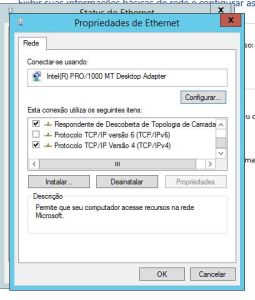 Exibir suas informações básicas de rede e configurar as
Status de Ethernet
X
Propriedades de Ethernet
X
Rede
Conectar-se usando:
Intel(R) PRO/1000 MT Desktop Adapter
Configurar...
Esta conexão utiliza os seguintes itens:
Respondente de Descoberta de Topologia de Camada
Protocolo TCP/IP versão 6 (TCP/IPv6)
Protocolo TCP/IP Versão 4 (TCP/IPv4)
Instalar...
Desinstalar
Propriedades
Descrição
Permite que seu computador acesse recursos na rede
Microsoft.
OK
Cancelar